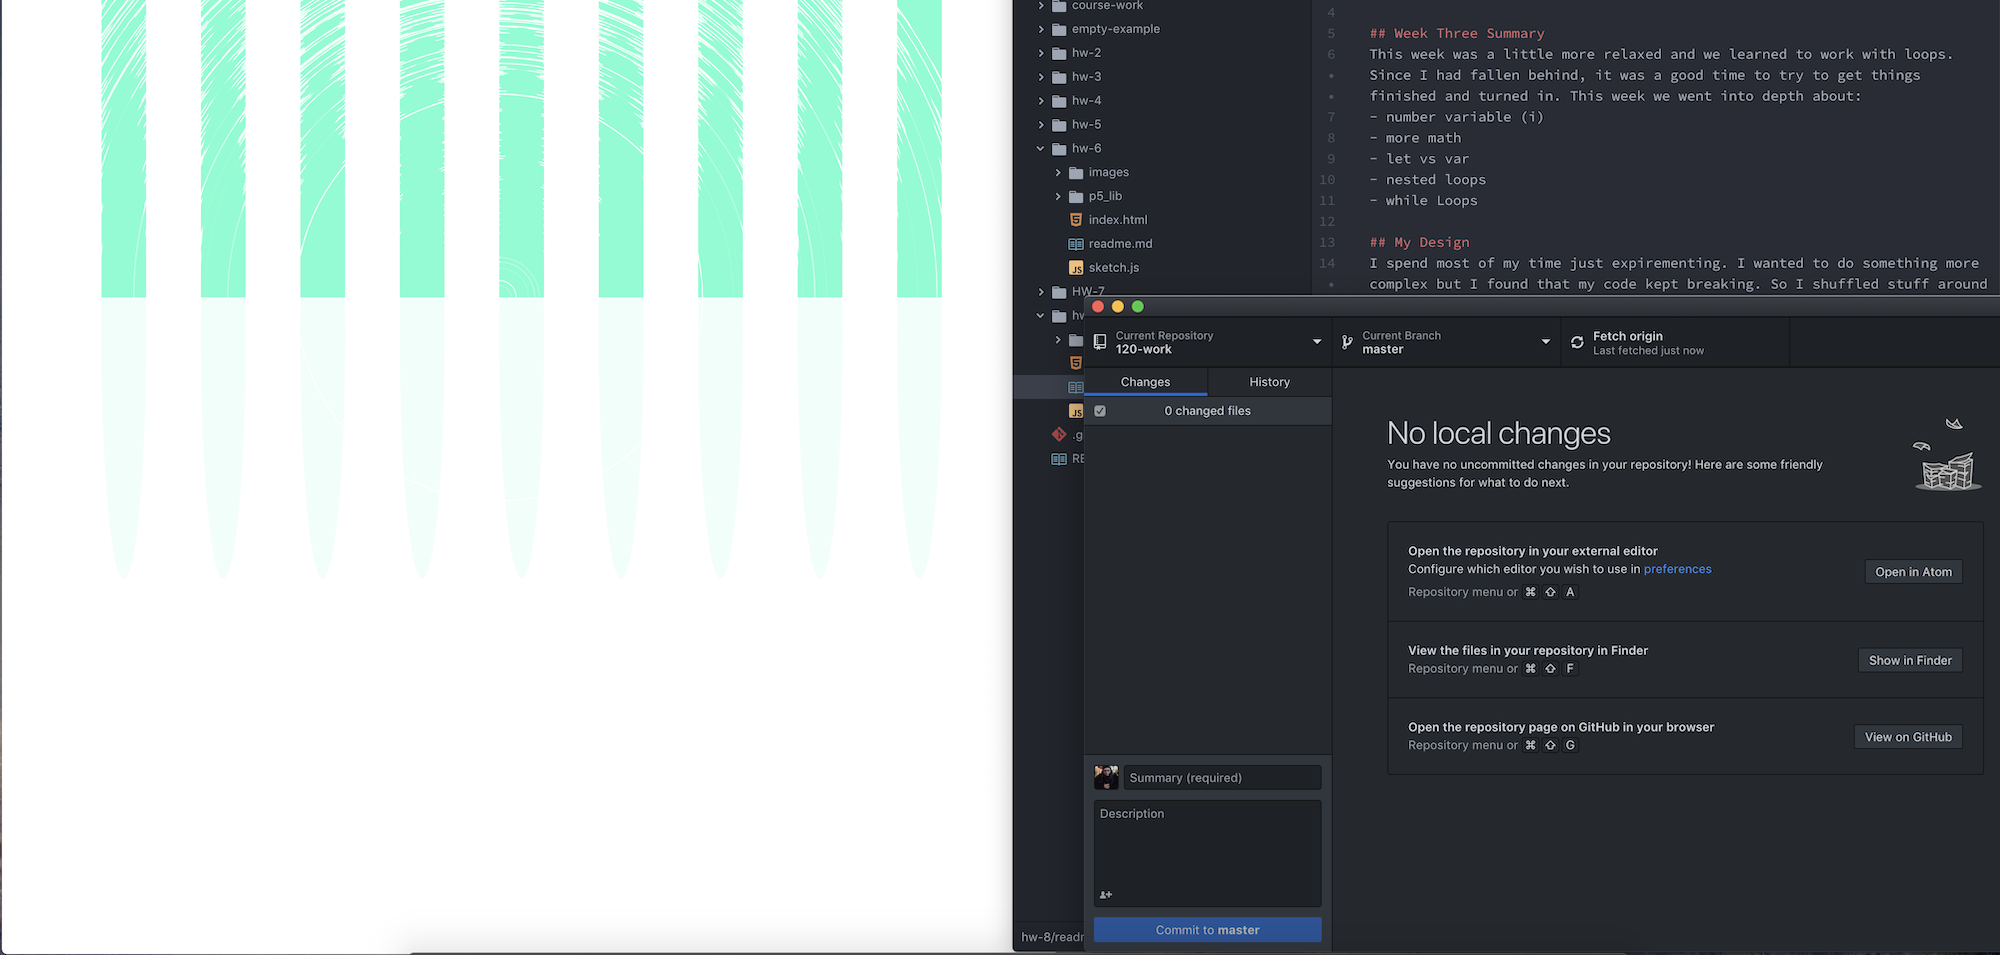 course-work
empty-example
hw-2
hw-3
hw-4
hw-5
hw-6
images
p5_lib
index.html
readme.md
sketch.js
HW-7
hw
JS
.g
RE
hw-8/readm
4
5 ## Week Three Summary
6 This week was a little more relaxed and we learned to work with loops.
• Since I had fallen behind, it was a good time to try to get things
• finished and turned in. This week we went into depth about:
7 - number variable (i)
8 - more math
9 - let vs var
10 - nested loops
11 - while Loops
12
13 ## My Design
14 I spend most of my time just expirementing. I wanted to do something more
• complex but I found that my code kept breaking. So I shuffled stuff around
Current Repository
120-work
Current Branch
master
Fetch origin
Last fetched just now
Changes
History
0 changed files
No local changes
You have no uncommitted changes in your repository! Here are some friendly
suggestions for what to do next.
Open the repository in your external editor
Configure which editor you wish to use in preferences
Repository menu or ⌘ ⇧ A
Open in Atom
View the files in your repository in Finder
Repository menu or ⌘ ⇧ F
Show in Finder
Open the repository page on GitHub in your browser
Repository menu or ⌘ ⇧ G
View on GitHub
Summary (required)
Description
Commit to master